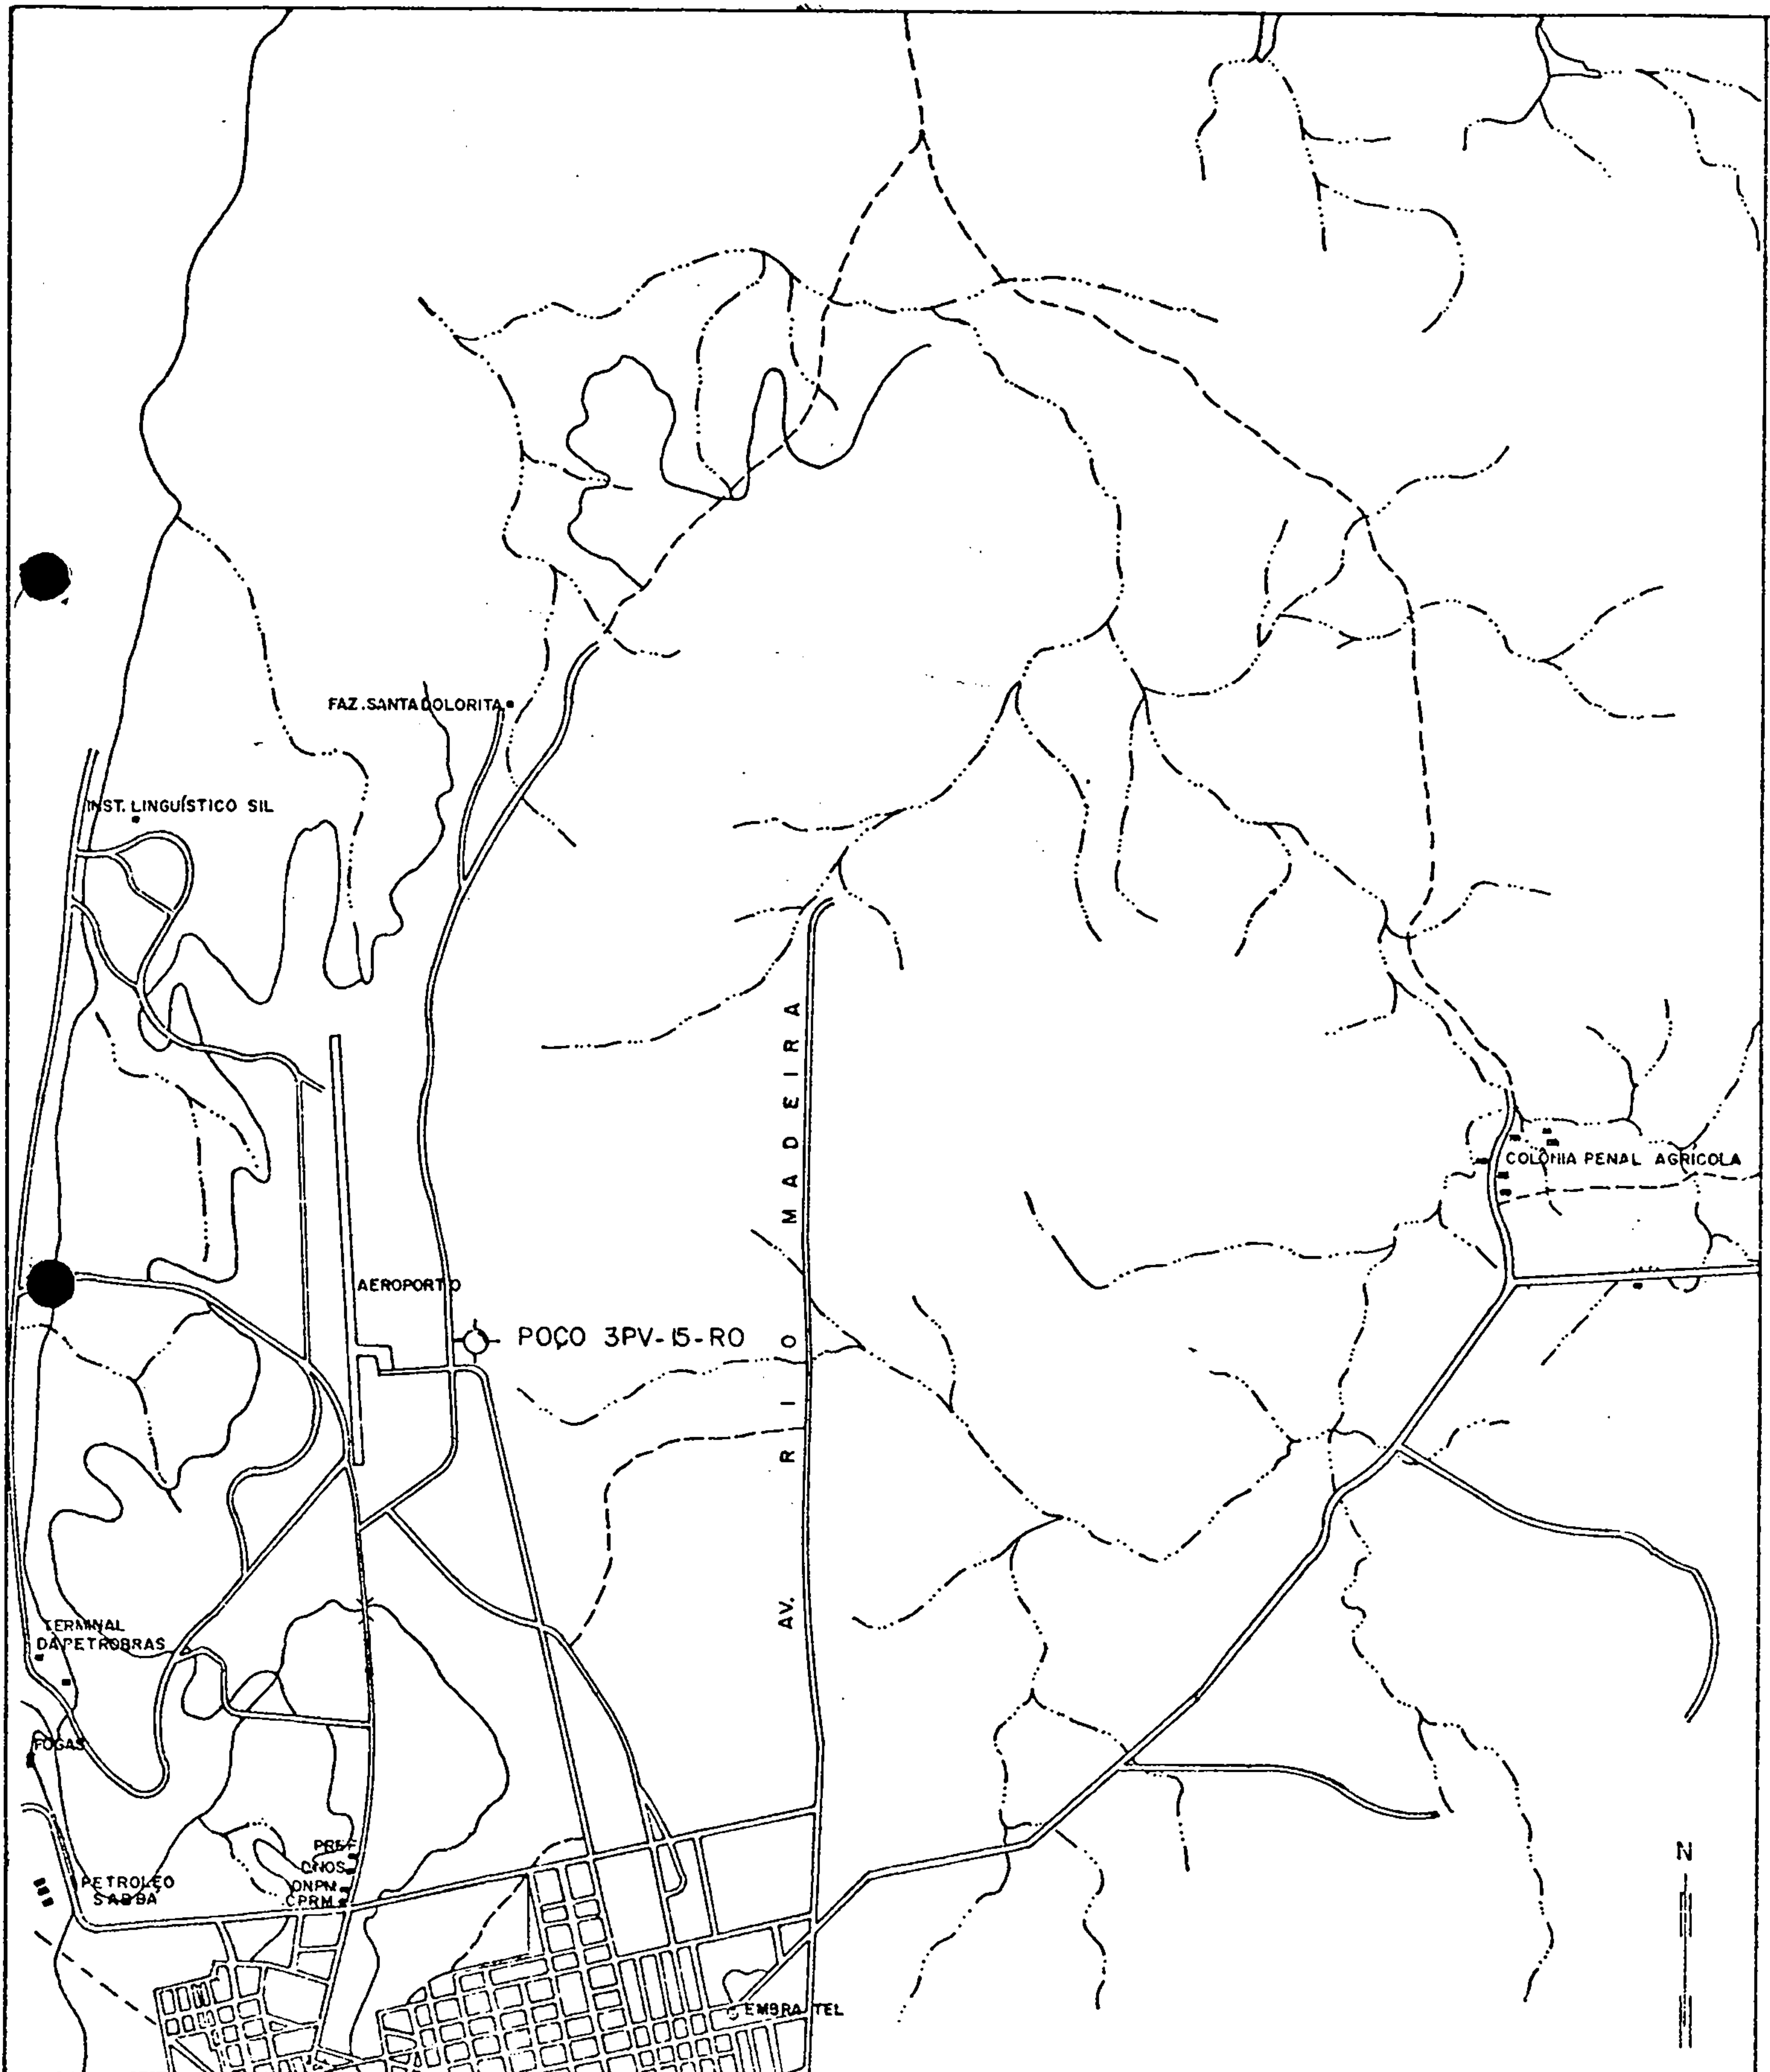 FAZ. SANTA DOLORITA
INST. LINGUÍSTICO SIL
AV. RIO MADEIRA
COLÔNIA PENAL AGRICOLA
AEROPORTO
POÇO 3PV-15-RO
TERMINAL
DA PETROBRAS
FOGAS
PREF
DNOS
DNPM
CPRM
PETROLEO
SABBA
N
EMBRATEL